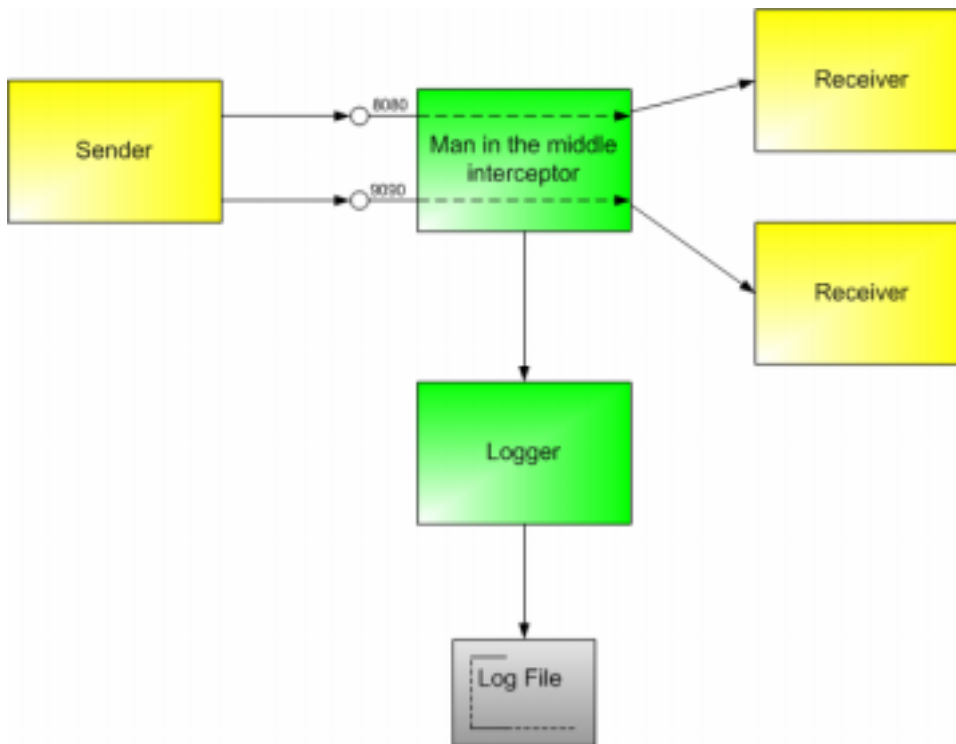 Sender
8080
9090
Man in the middle
interceptor
Receiver
Receiver
Logger
Log File